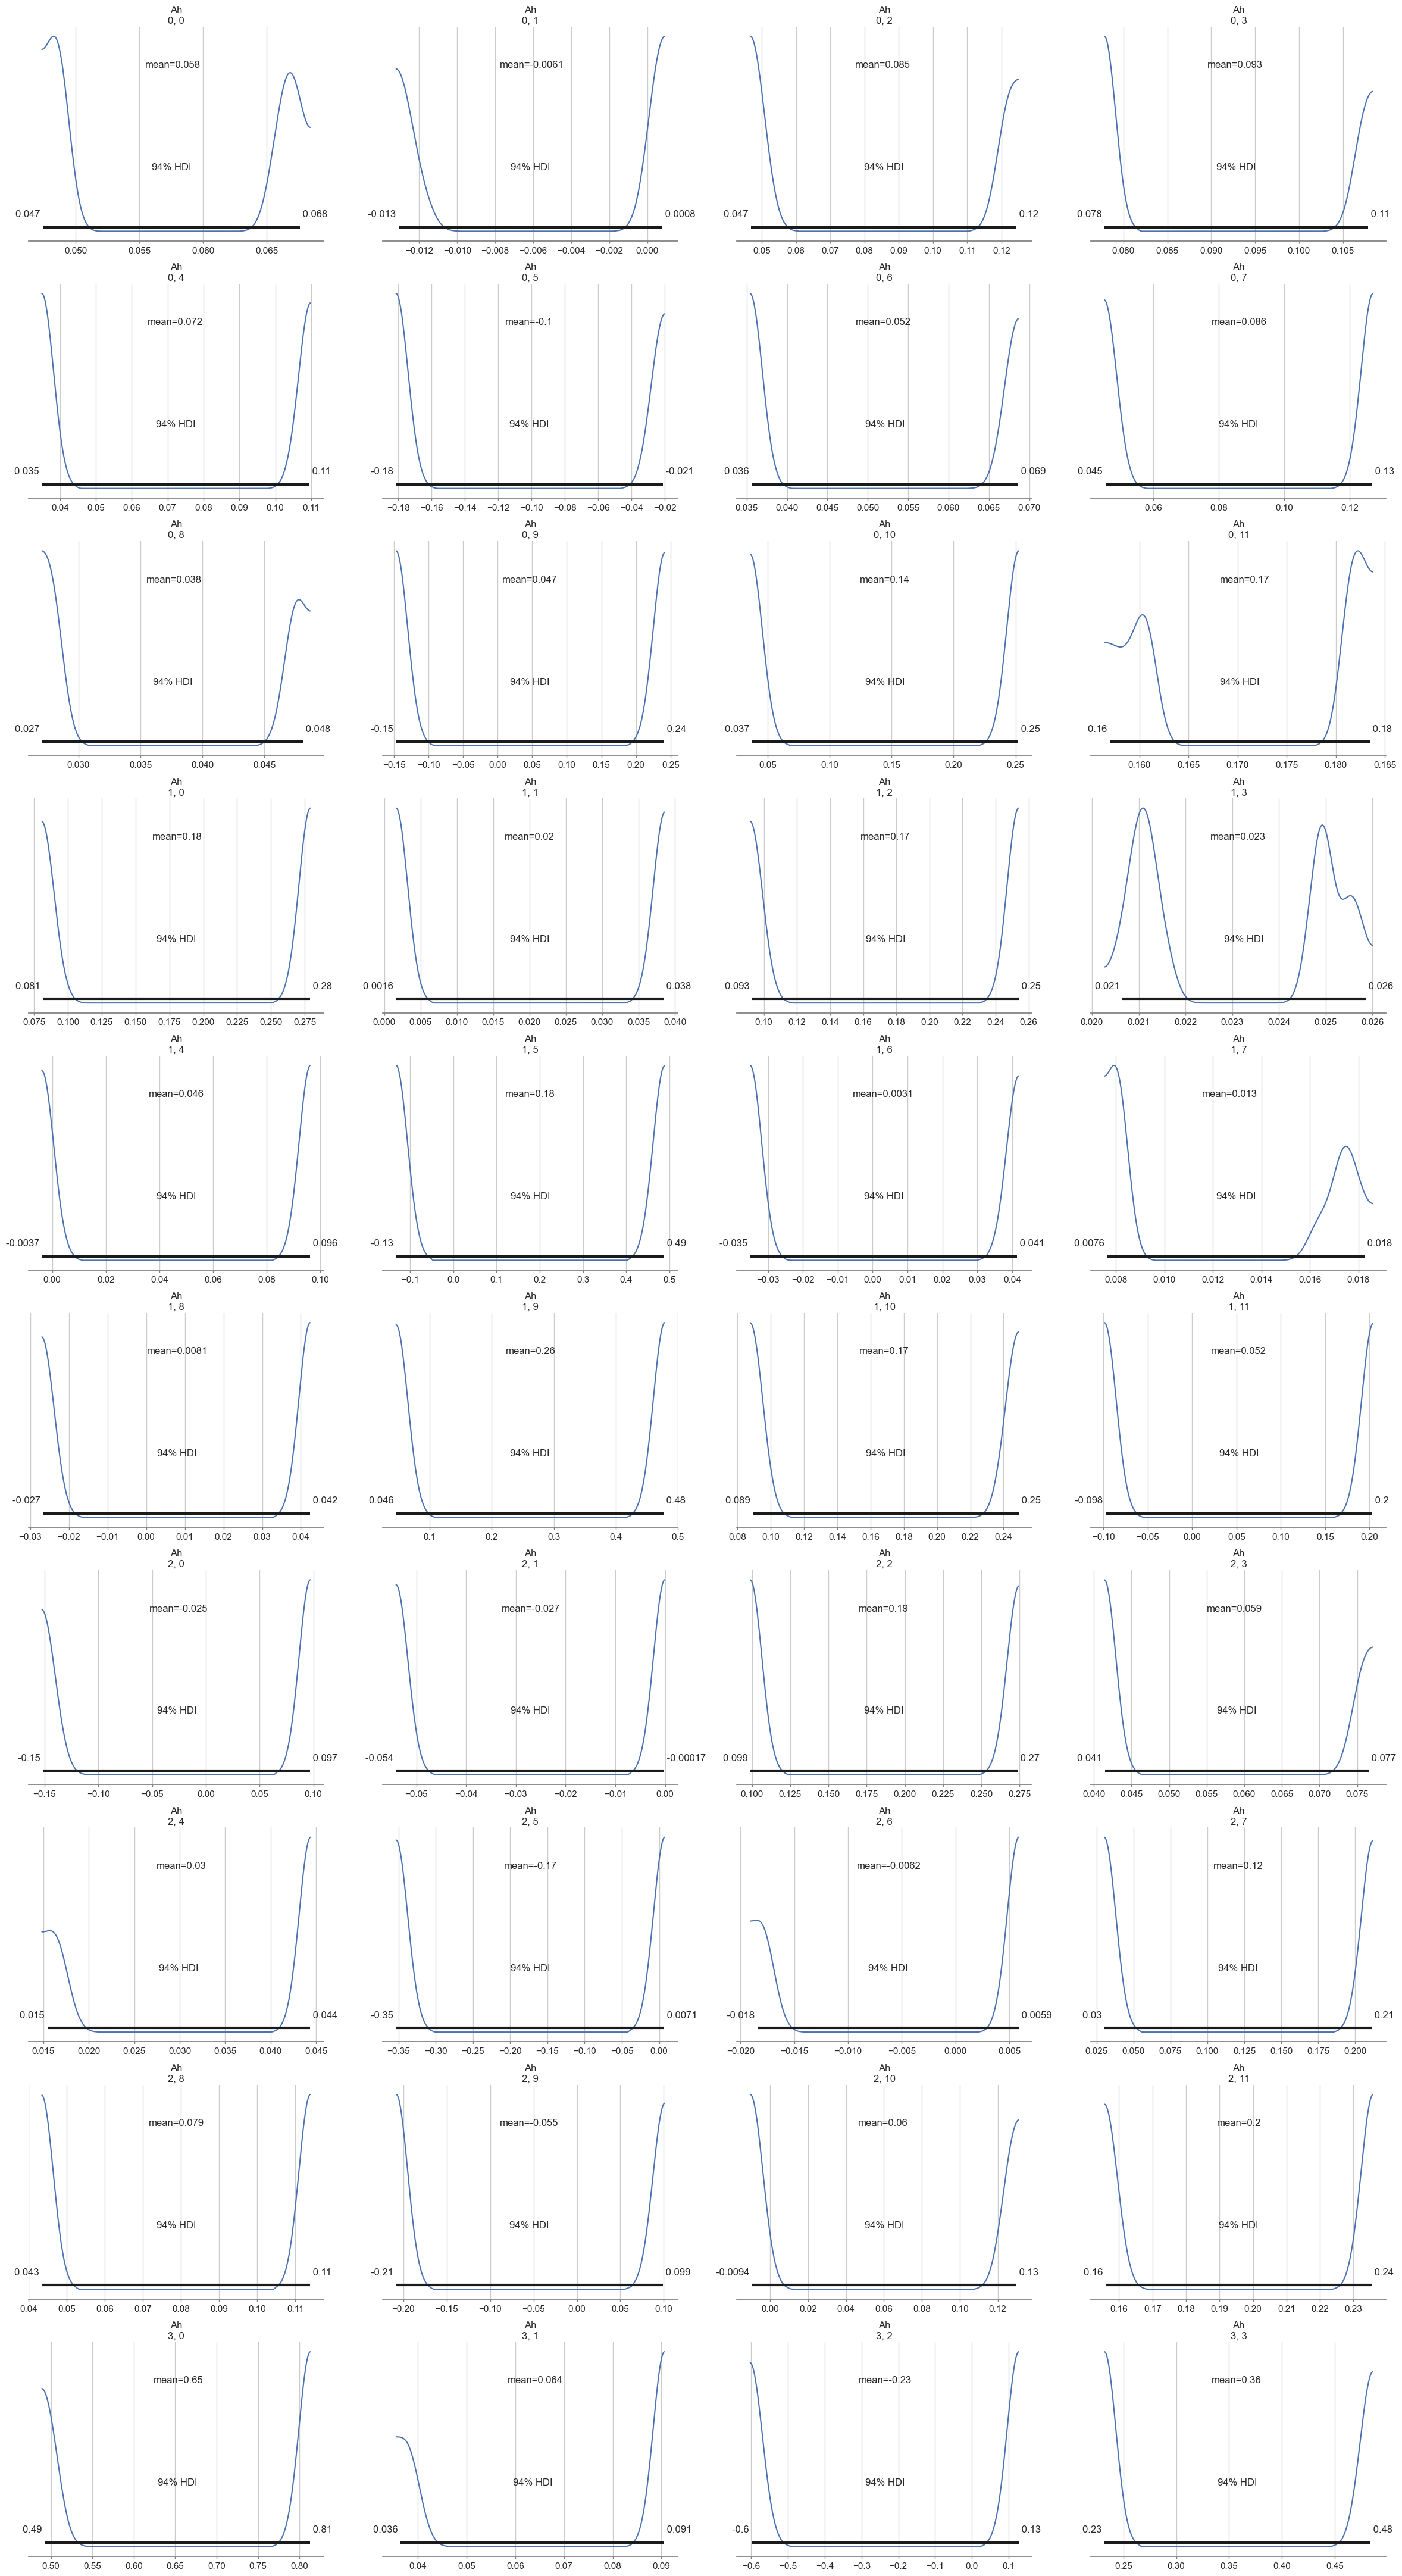 Ah
0, 0
mean=0.058
94% HDI
0.047
0.068
0.050 0.055 0.060 0.065
Ah
0, 1
mean=-0.0061
94% HDI
-0.013
0.0008
−0.012 −0.010 −0.008 −0.006 −0.004 −0.002 0.000
Ah
0, 2
mean=0.085
94% HDI
0.047
0.12
0.05 0.06 0.07 0.08 0.09 0.10 0.11 0.12
Ah
0, 3
mean=0.093
94% HDI
0.078
0.11
0.080 0.085 0.090 0.095 0.100 0.105
Ah
0, 4
mean=0.072
94% HDI
0.035
0.11
0.04 0.05 0.06 0.07 0.08 0.09 0.10 0.11
Ah
0, 5
mean=-0.1
94% HDI
-0.18
-0.021
−0.18 −0.16 −0.14 −0.12 −0.10 −0.08 −0.06 −0.04 −0.02
Ah
0, 6
mean=0.052
94% HDI
0.036
0.069
0.035 0.040 0.045 0.050 0.055 0.060 0.065 0.070
Ah
0, 7
mean=0.086
94% HDI
0.045
0.13
0.06 0.08 0.10 0.12
Ah
0, 8
mean=0.038
94% HDI
0.027
0.048
0.030 0.035 0.040 0.045
Ah
0, 9
mean=0.047
94% HDI
-0.15
0.24
−0.15 −0.10 −0.05 0.00 0.05 0.10 0.15 0.20 0.25
Ah
0, 10
mean=0.14
94% HDI
0.037
0.25
0.05 0.10 0.15 0.20 0.25
Ah
0, 11
mean=0.17
94% HDI
0.16
0.18
0.160 0.165 0.170 0.175 0.180 0.185
Ah
1, 0
mean=0.18
94% HDI
0.081
0.28
0.075 0.100 0.125 0.150 0.175 0.200 0.225 0.250 0.275
Ah
1, 1
mean=0.02
94% HDI
0.0016
0.038
0.000 0.005 0.010 0.015 0.020 0.025 0.030 0.035 0.040
Ah
1, 2
mean=0.17
94% HDI
0.093
0.25
0.10 0.12 0.14 0.16 0.18 0.20 0.22 0.24 0.26
Ah
1, 3
mean=0.023
94% HDI
0.021
0.026
0.020 0.021 0.022 0.023 0.024 0.025 0.026
Ah
1, 4
mean=0.046
94% HDI
-0.0037
0.096
0.00 0.02 0.04 0.06 0.08 0.10
Ah
1, 5
mean=0.18
94% HDI
-0.13
0.49
−0.1 0.0 0.1 0.2 0.3 0.4 0.5
Ah
1, 6
mean=0.0031
94% HDI
-0.035
0.041
−0.03 −0.02 −0.01 0.00 0.01 0.02 0.03 0.04
Ah
1, 7
mean=0.013
94% HDI
0.0076
0.018
0.008 0.010 0.012 0.014 0.016 0.018
Ah
1, 8
mean=0.0081
94% HDI
-0.027
0.042
−0.03 −0.02 −0.01 0.00 0.01 0.02 0.03 0.04
Ah
1, 9
mean=0.26
94% HDI
0.046
0.48
0.1 0.2 0.3 0.4 0.5
Ah
1, 10
mean=0.17
94% HDI
0.089
0.25
0.08 0.10 0.12 0.14 0.16 0.18 0.20 0.22 0.24
Ah
1, 11
mean=0.052
94% HDI
-0.098
0.2
−0.10 −0.05 0.00 0.05 0.10 0.15 0.20
Ah
2, 0
mean=-0.025
94% HDI
-0.15
0.097
−0.15 −0.10 −0.05 0.00 0.05 0.10
Ah
2, 1
mean=-0.027
94% HDI
-0.054
-0.00017
−0.05 −0.04 −0.03 −0.02 −0.01 0.00
Ah
2, 2
mean=0.19
94% HDI
0.099
0.27
0.100 0.125 0.150 0.175 0.200 0.225 0.250 0.275
Ah
2, 3
mean=0.059
94% HDI
0.041
0.077
0.040 0.045 0.050 0.055 0.060 0.065 0.070 0.075
Ah
2, 4
mean=0.03
94% HDI
0.015
0.044
0.015 0.020 0.025 0.030 0.035 0.040 0.045
Ah
2, 5
mean=-0.17
94% HDI
-0.35
0.0071
−0.35 −0.30 −0.25 −0.20 −0.15 −0.10 −0.05 0.00
Ah
2, 6
mean=-0.0062
94% HDI
-0.018
0.0059
−0.020 −0.015 −0.010 −0.005 0.000 0.005
Ah
2, 7
mean=0.12
94% HDI
0.03
0.21
0.025 0.050 0.075 0.100 0.125 0.150 0.175 0.200
Ah
2, 8
mean=0.079
94% HDI
0.043
0.11
0.04 0.05 0.06 0.07 0.08 0.09 0.10 0.11
Ah
2, 9
mean=-0.055
94% HDI
-0.21
0.099
−0.20 −0.15 −0.10 −0.05 0.00 0.05 0.10
Ah
2, 10
mean=0.06
94% HDI
-0.0094
0.13
0.00 0.02 0.04 0.06 0.08 0.10 0.12
Ah
2, 11
mean=0.2
94% HDI
0.16
0.24
0.16 0.17 0.18 0.19 0.20 0.21 0.22 0.23
Ah
3, 0
mean=0.65
94% HDI
0.49
0.81
0.50 0.55 0.60 0.65 0.70 0.75 0.80
Ah
3, 1
mean=0.064
94% HDI
0.036
0.091
0.04 0.05 0.06 0.07 0.08 0.09
Ah
3, 2
mean=-0.23
94% HDI
-0.6
0.13
−0.6 −0.5 −0.4 −0.3 −0.2 −0.1 0.0 0.1
Ah
3, 3
mean=0.36
94% HDI
0.23
0.48
0.25 0.30 0.35 0.40 0.45